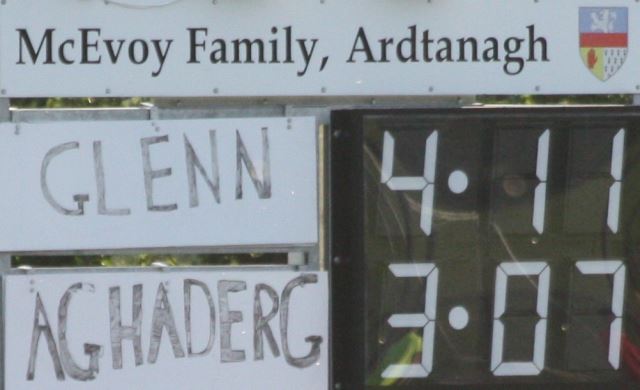 McEvoy Family, Ardtanagh
GLENN 4·11
AGHADERG 3·07